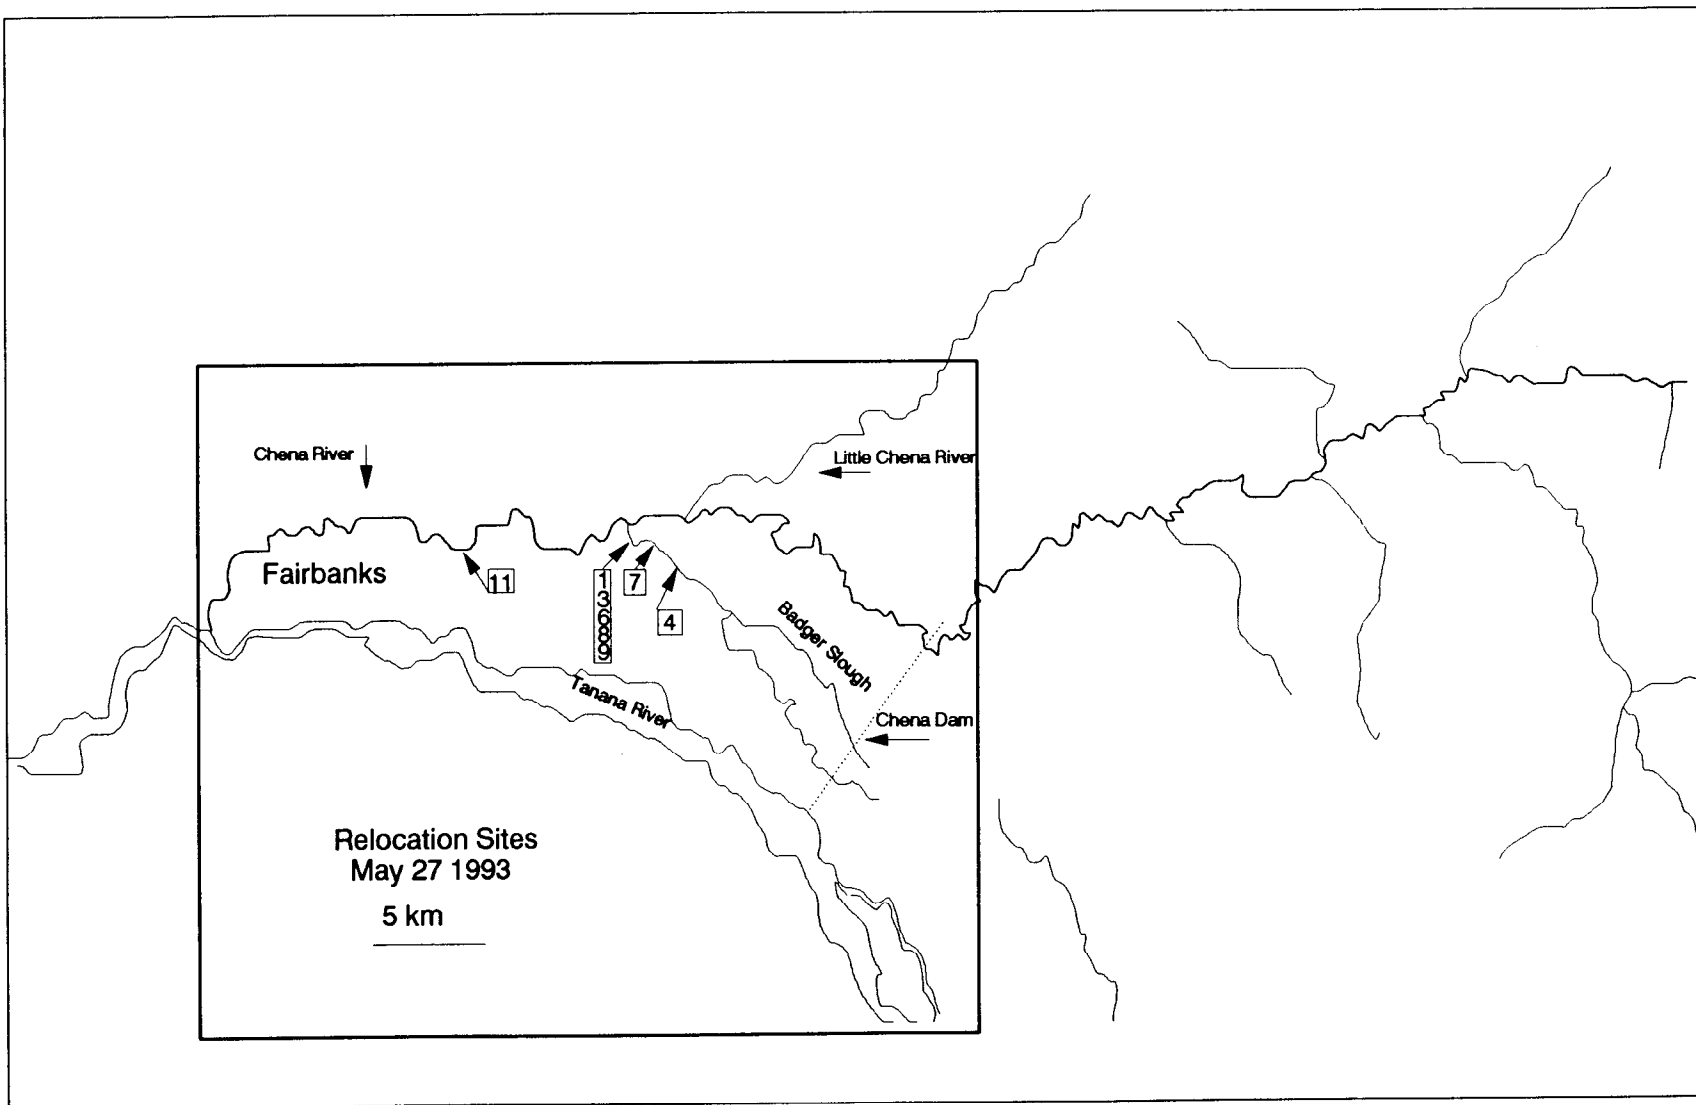 Chena River
Little Chena River
Fairbanks
11
1
3
6
8
9
7
4
Badger Slough
Tanana River
Chena Dam
Relocation Sites
May 27 1993
5 km